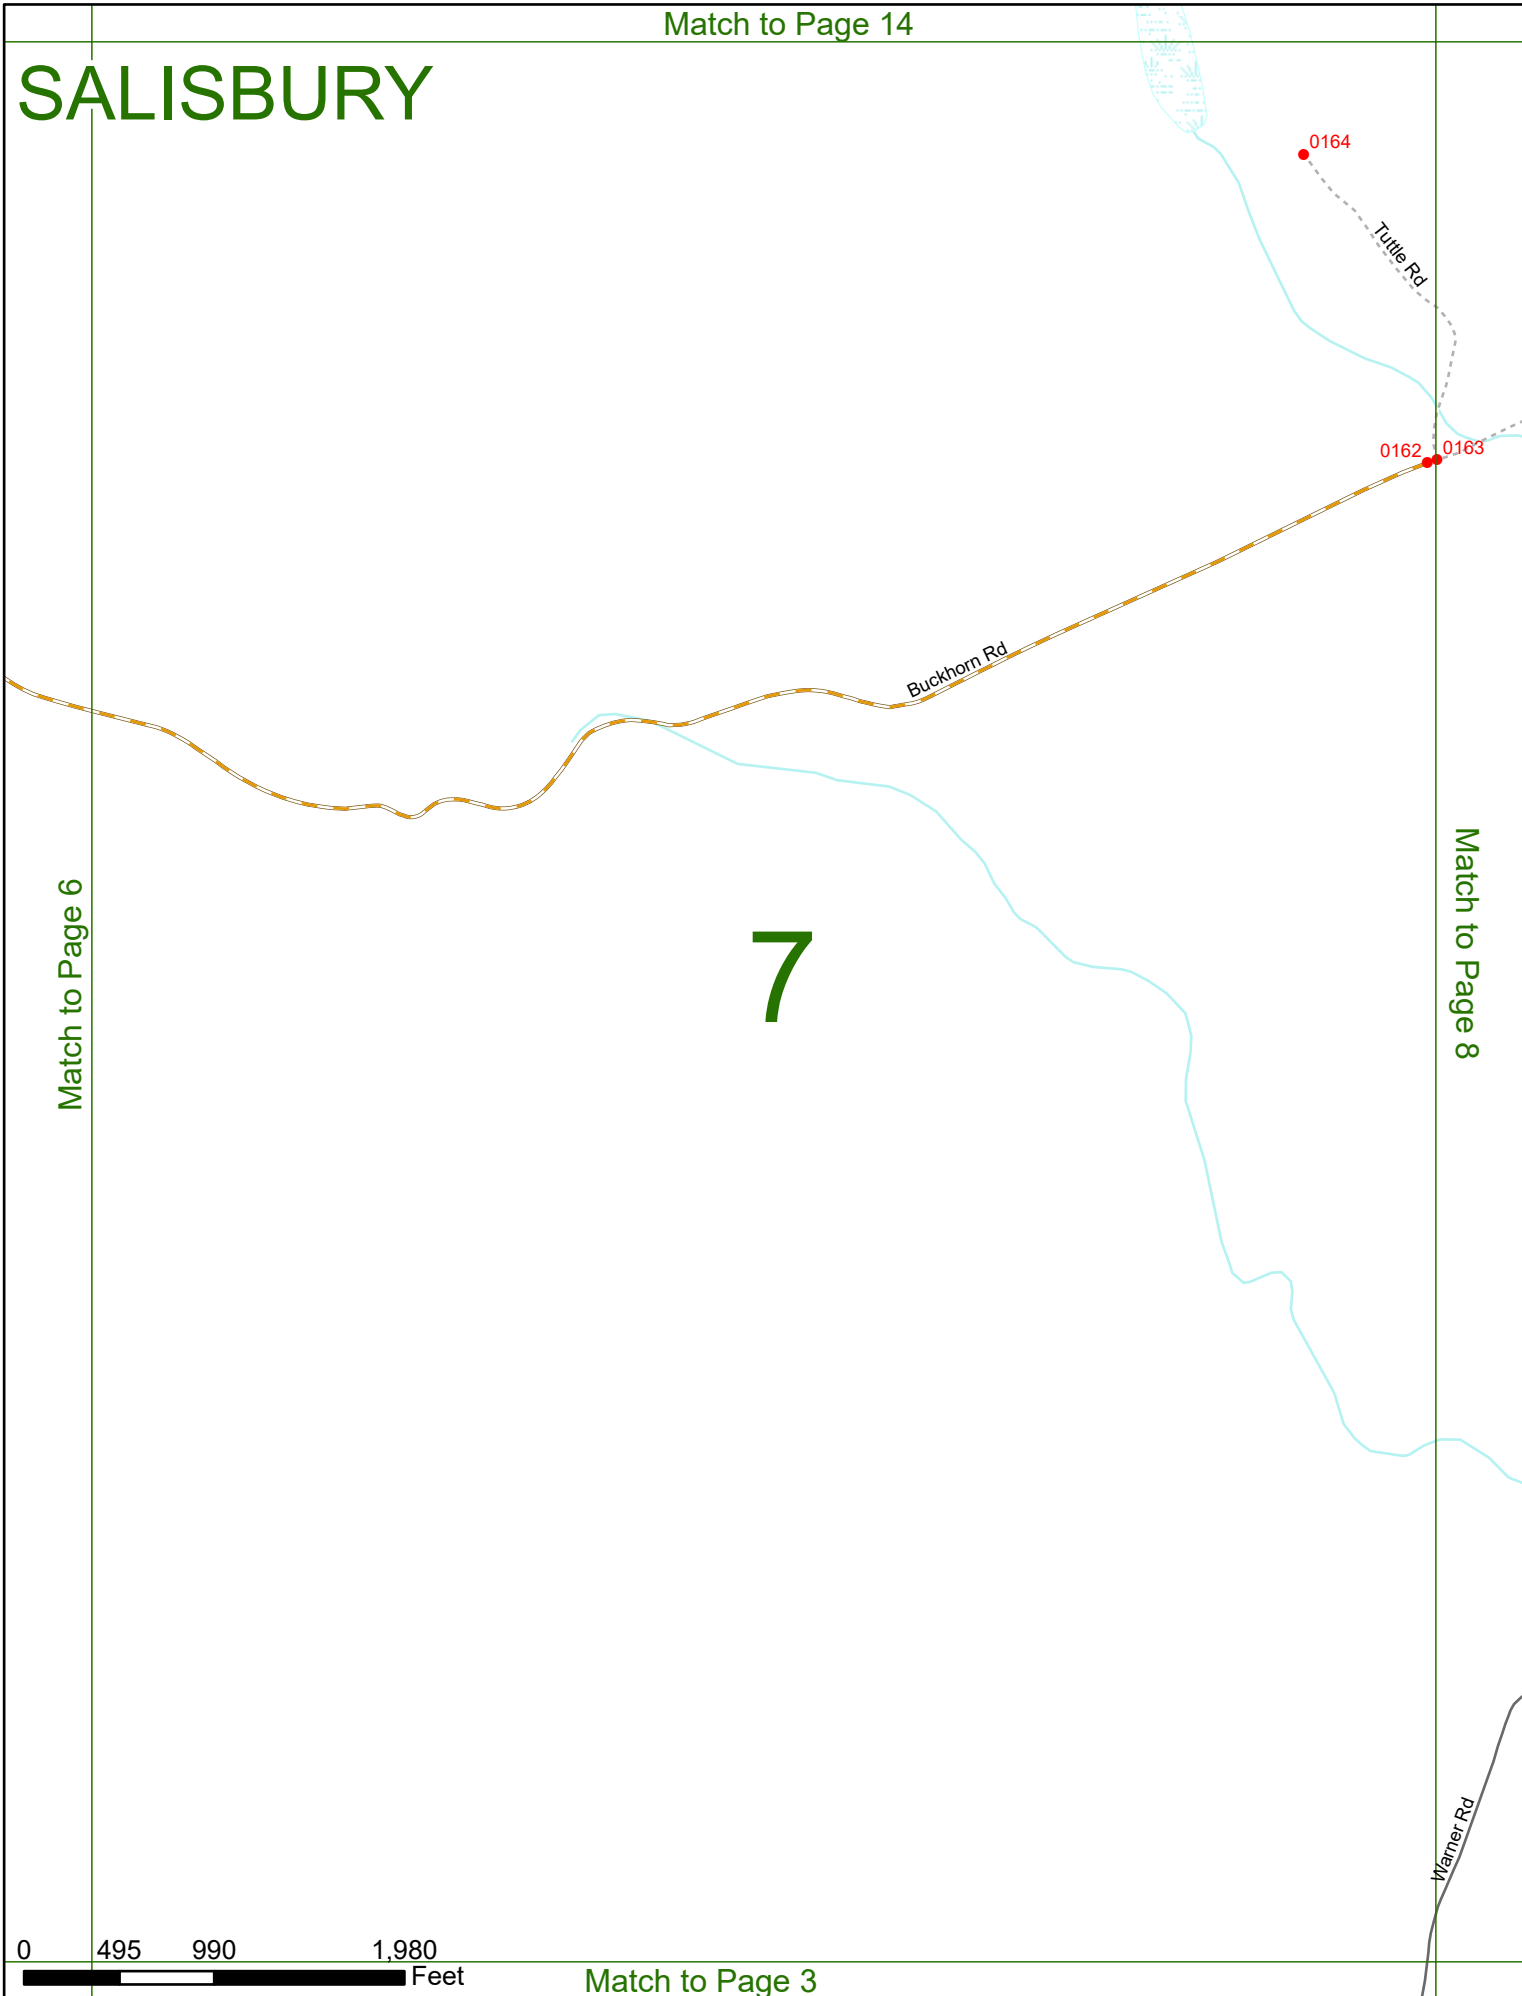 Match to Page 14
SALISBURY
0164
Tuttle Rd
0162
0163
Buckhorn Rd
Match to Page 6
7
Match to Page 8
Warner Rd
0 495 990 1,980
Feet
Match to Page 3